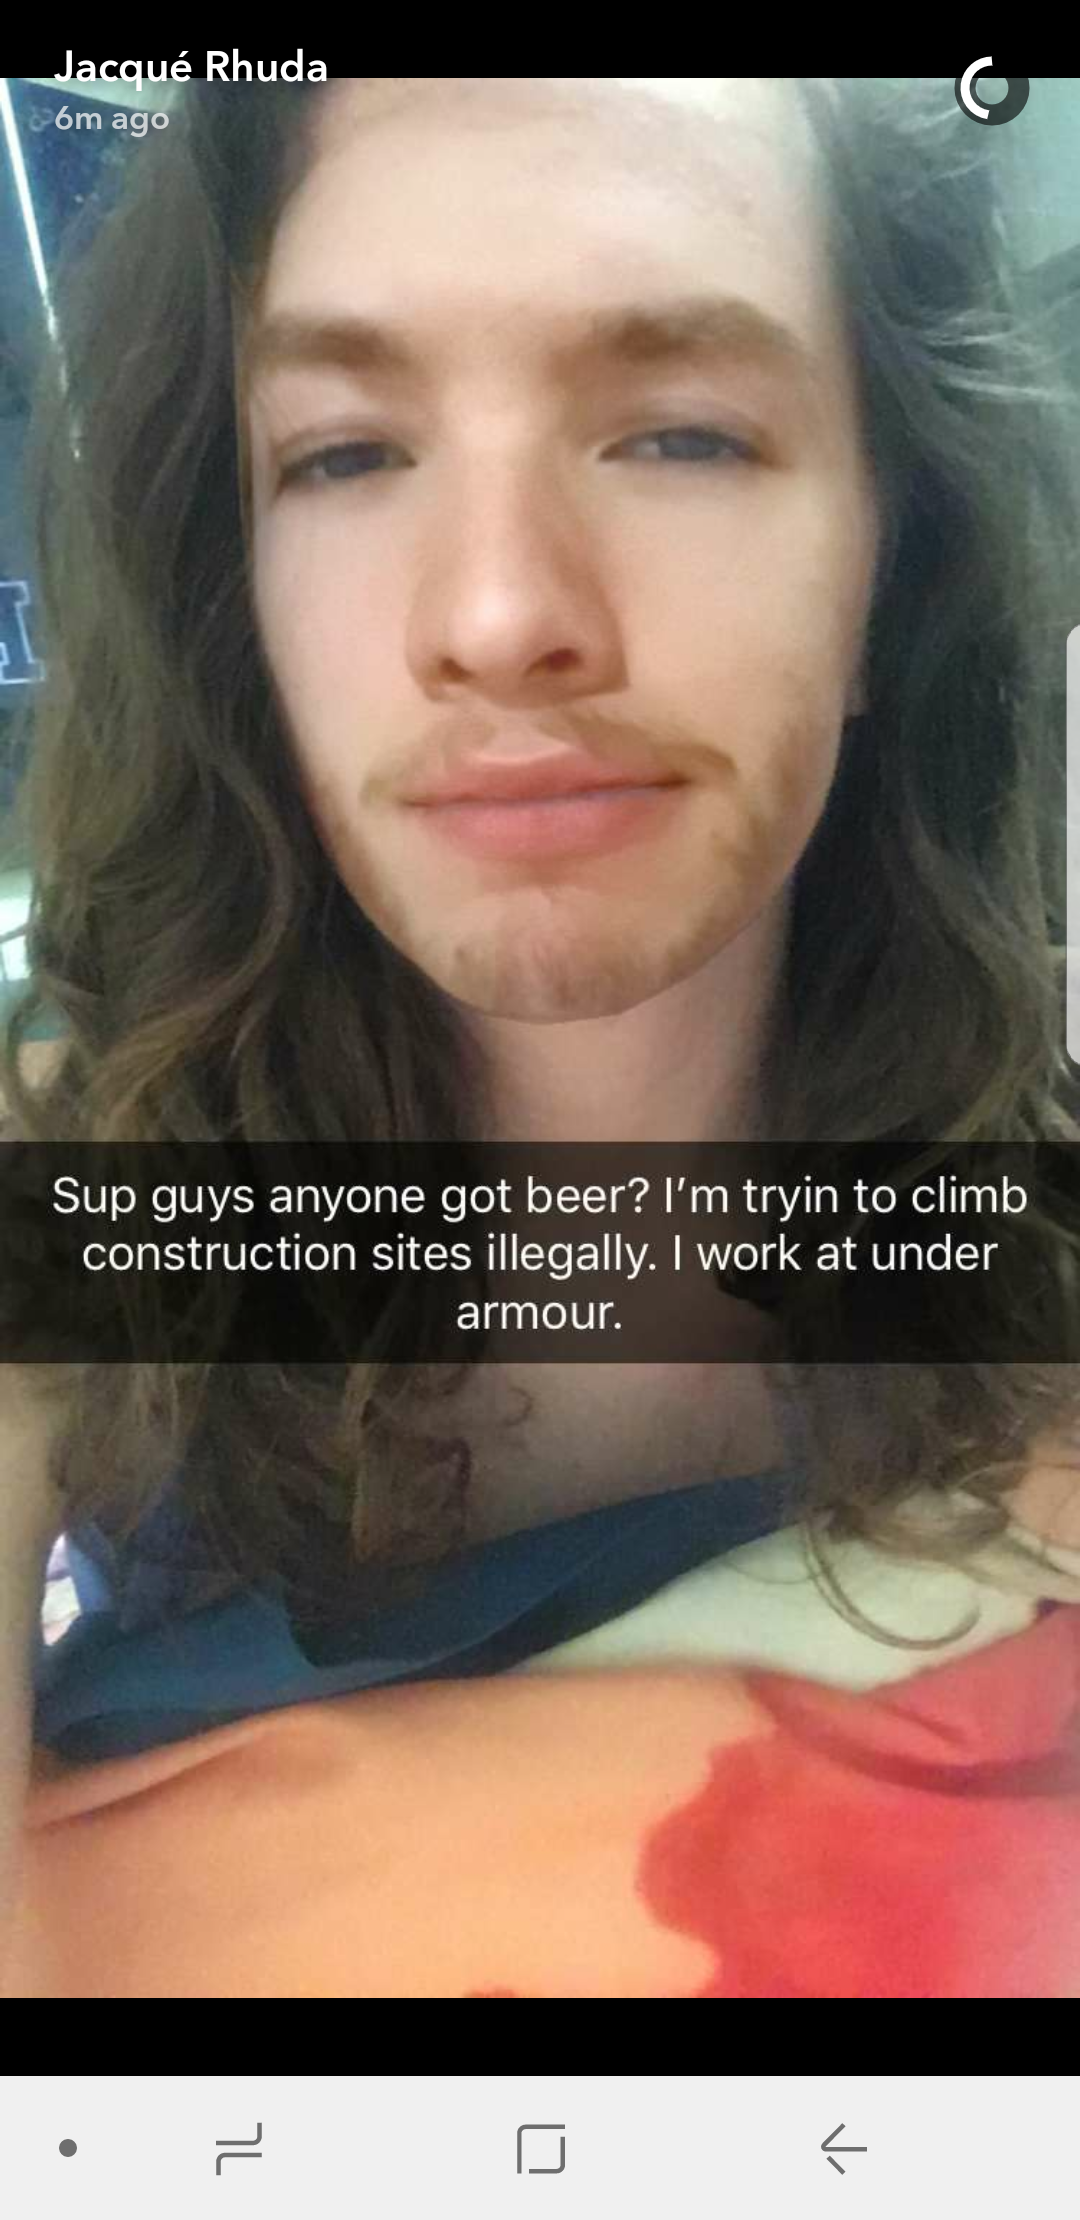 Jacqué Rhuda
6m ago
Sup guys anyone got beer? I'm tryin to climb
construction sites illegally. I work at under
armour.